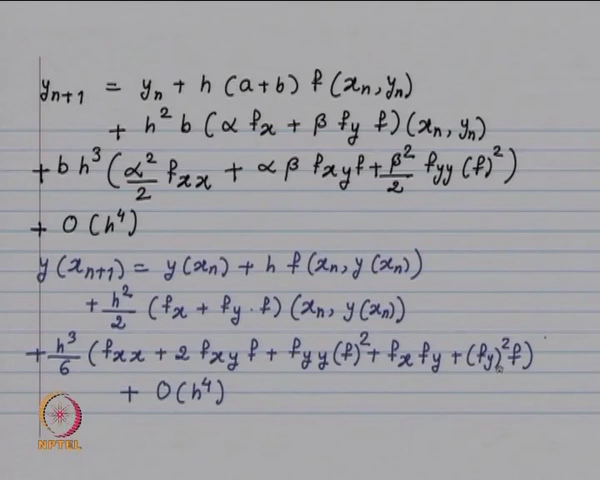 y_{n+1} = y_n + h (a+b) f(x_n, y_n)
+ h^2 b (α f_x + β f_y f)(x_n, y_n)
+ b h^3 (α^2/2 f_{xx} + α β f_{xy} f + β^2/2 f_{yy} (f)^2)
+ O(h^4)
y(x_{n+1}) = y(x_n) + h f(x_n, y(x_n))
+ h^2/2 (f_x + f_y · f)(x_n, y(x_n))
+ h^3/6 (f_{xx} + 2 f_{xy} f + f_{yy} (f)^2 + f_x f_y + (f_y)^2 f)
+ O(h^4)
NPTEL